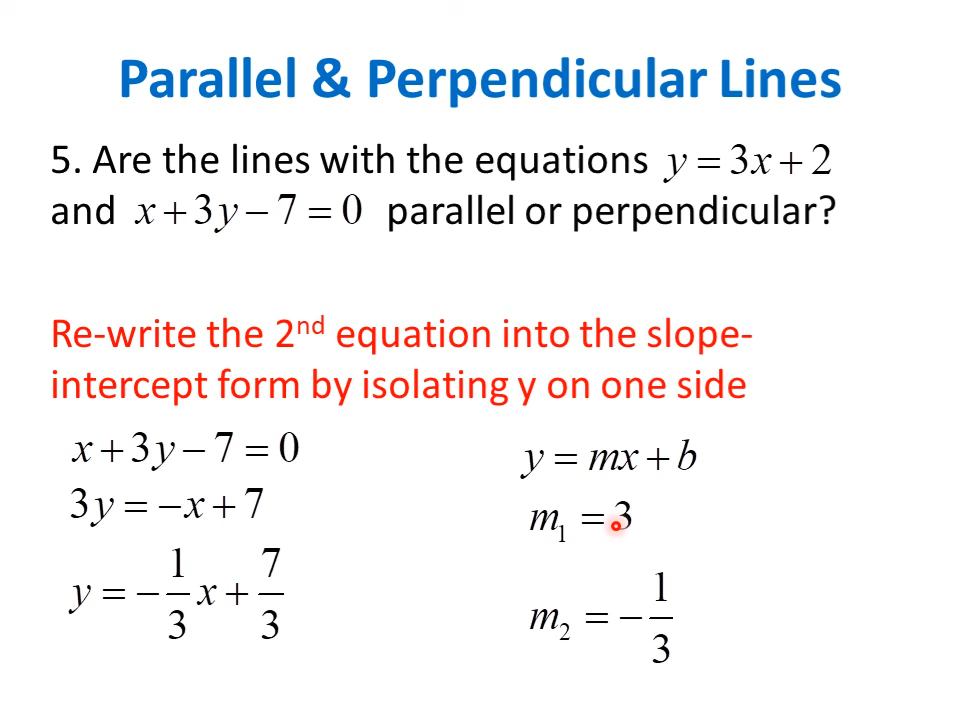 Parallel & Perpendicular Lines
5. Are the lines with the equations y = 3x + 2
and x + 3y − 7 = 0 parallel or perpendicular?
Re-write the 2nd equation into the slope-
intercept form by isolating y on one side
x + 3y − 7 = 0
3y = −x + 7
y = −1/3 x + 7/3
y = mx + b
m₁ = 3
m₂ = −1/3